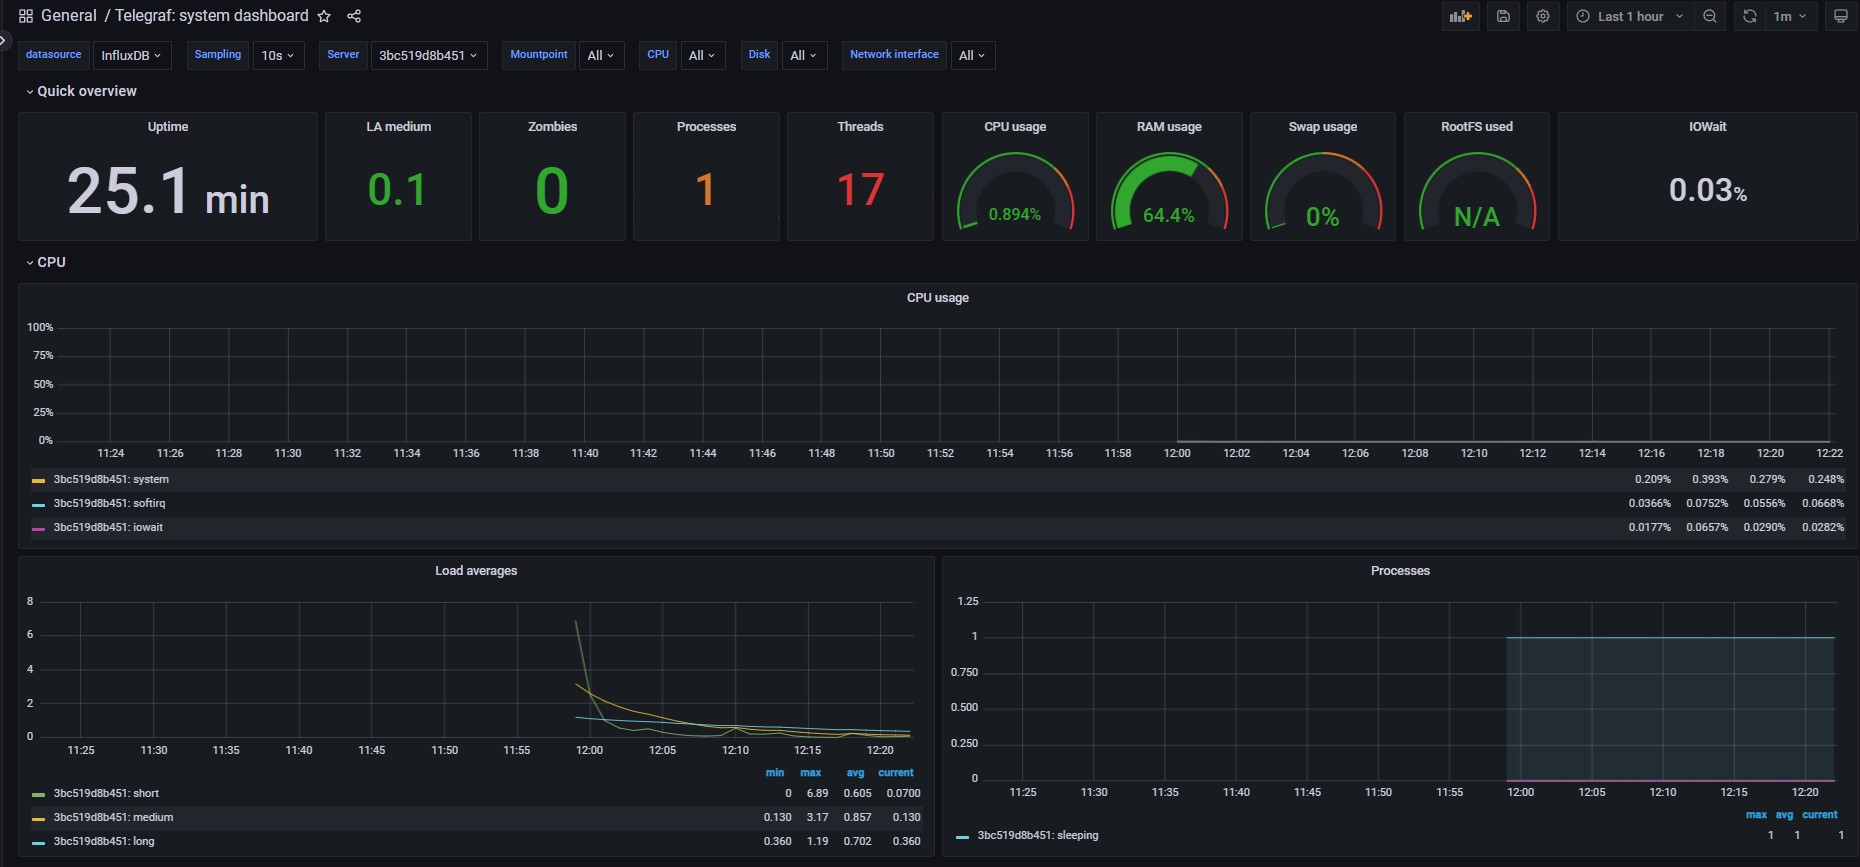 General / Telegraf: system dashboard Last 1 hour 1m
datasource InfluxDB Sampling 10s Server 3bc519d8b451 Mountpoint All CPU All Disk All Network interface All
Quick overview
Uptime LA medium Zombies Processes Threads CPU usage RAM usage Swap usage RootFS used IOWait
25.1 min 0.1 0 1 17 0.894% 64.4% 0% N/A 0.03%
CPU
CPU usage
100%
75%
50%
25%
0%
11:24 11:26 11:28 11:30 11:32 11:34 11:36 11:38 11:40 11:42 11:44 11:46 11:48 11:50 11:52 11:54 11:56 11:58 12:00 12:02 12:04 12:06 12:08 12:10 12:12 12:14 12:16 12:18 12:20 12:22
3bc519d8b451: system 0.209% 0.393% 0.279% 0.248%
3bc519d8b451: softirq 0.0366% 0.0752% 0.0556% 0.0668%
3bc519d8b451: iowait 0.0177% 0.0657% 0.0290% 0.0282%
Load averages
8
6
4
2
0
11:25 11:30 11:35 11:40 11:45 11:50 11:55 12:00 12:05 12:10 12:15 12:20
min max avg current
3bc519d8b451: short 0 6.89 0.605 0.0700
3bc519d8b451: medium 0.130 3.17 0.857 0.130
3bc519d8b451: long 0.360 1.19 0.702 0.360
Processes
1.25
1
0.750
0.500
0.250
0
11:25 11:30 11:35 11:40 11:45 11:50 11:55 12:00 12:05 12:10 12:15 12:20
max avg current
3bc519d8b451: sleeping 1 1 1